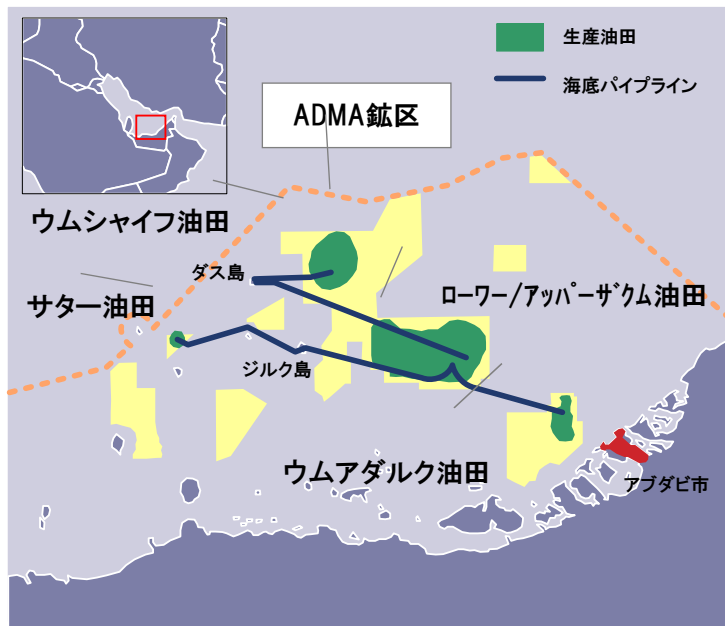 生産油田
海底パイプライン
ADMA鉱区
ウムシャイフ油田
ダス島
ローワー/アッパーザクム油田
サター油田
ジルク島
ウムアダルク油田
アブダビ市